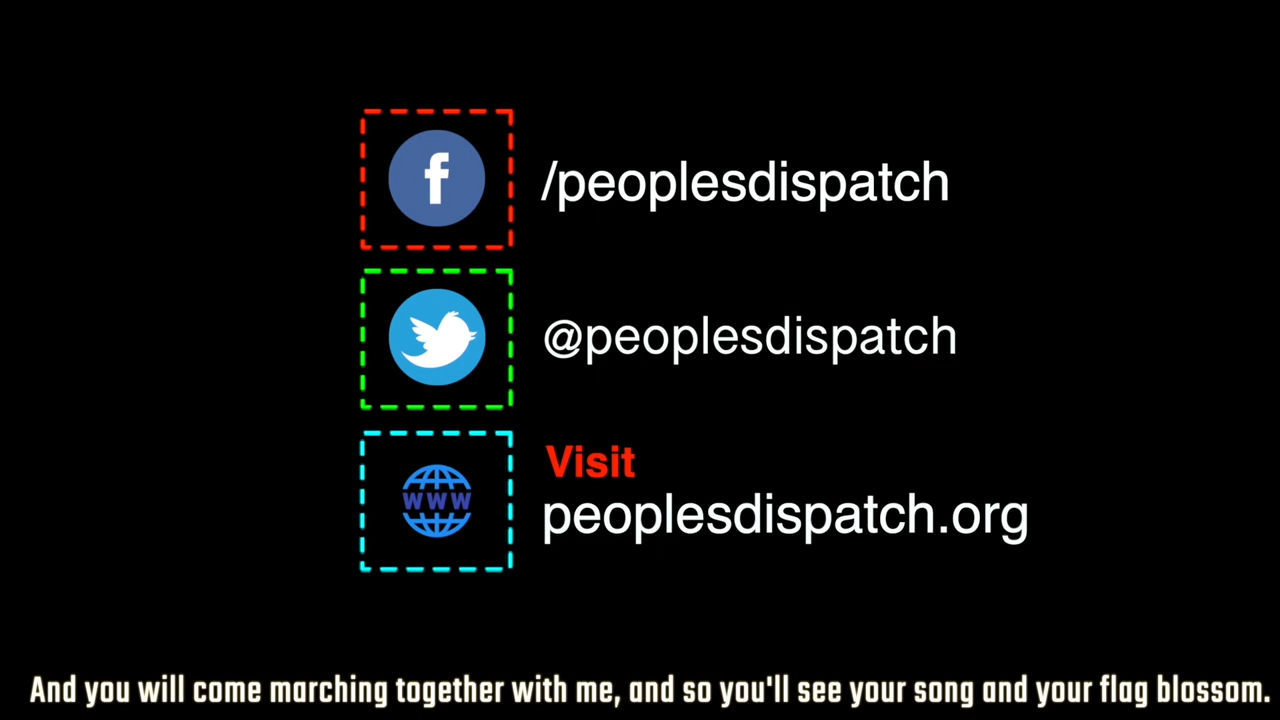 f
/peoplesdispatch
@peoplesdispatch
Visit
www
peoplesdispatch.org
And you will come marching together with me, and so you'll see your song and your flag blossom.